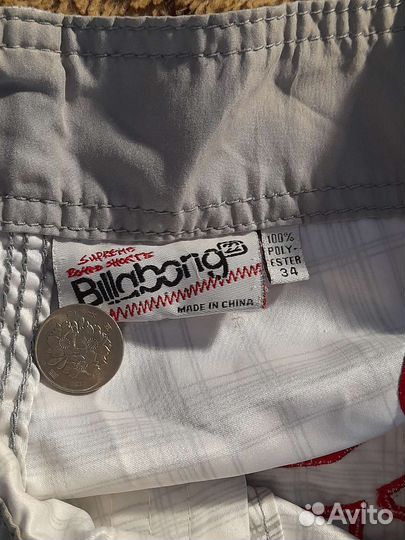 SUPREME
BOARD SHORTS
Billabong
MADE IN CHINA
100%
POLY-
ESTER
34
Avito